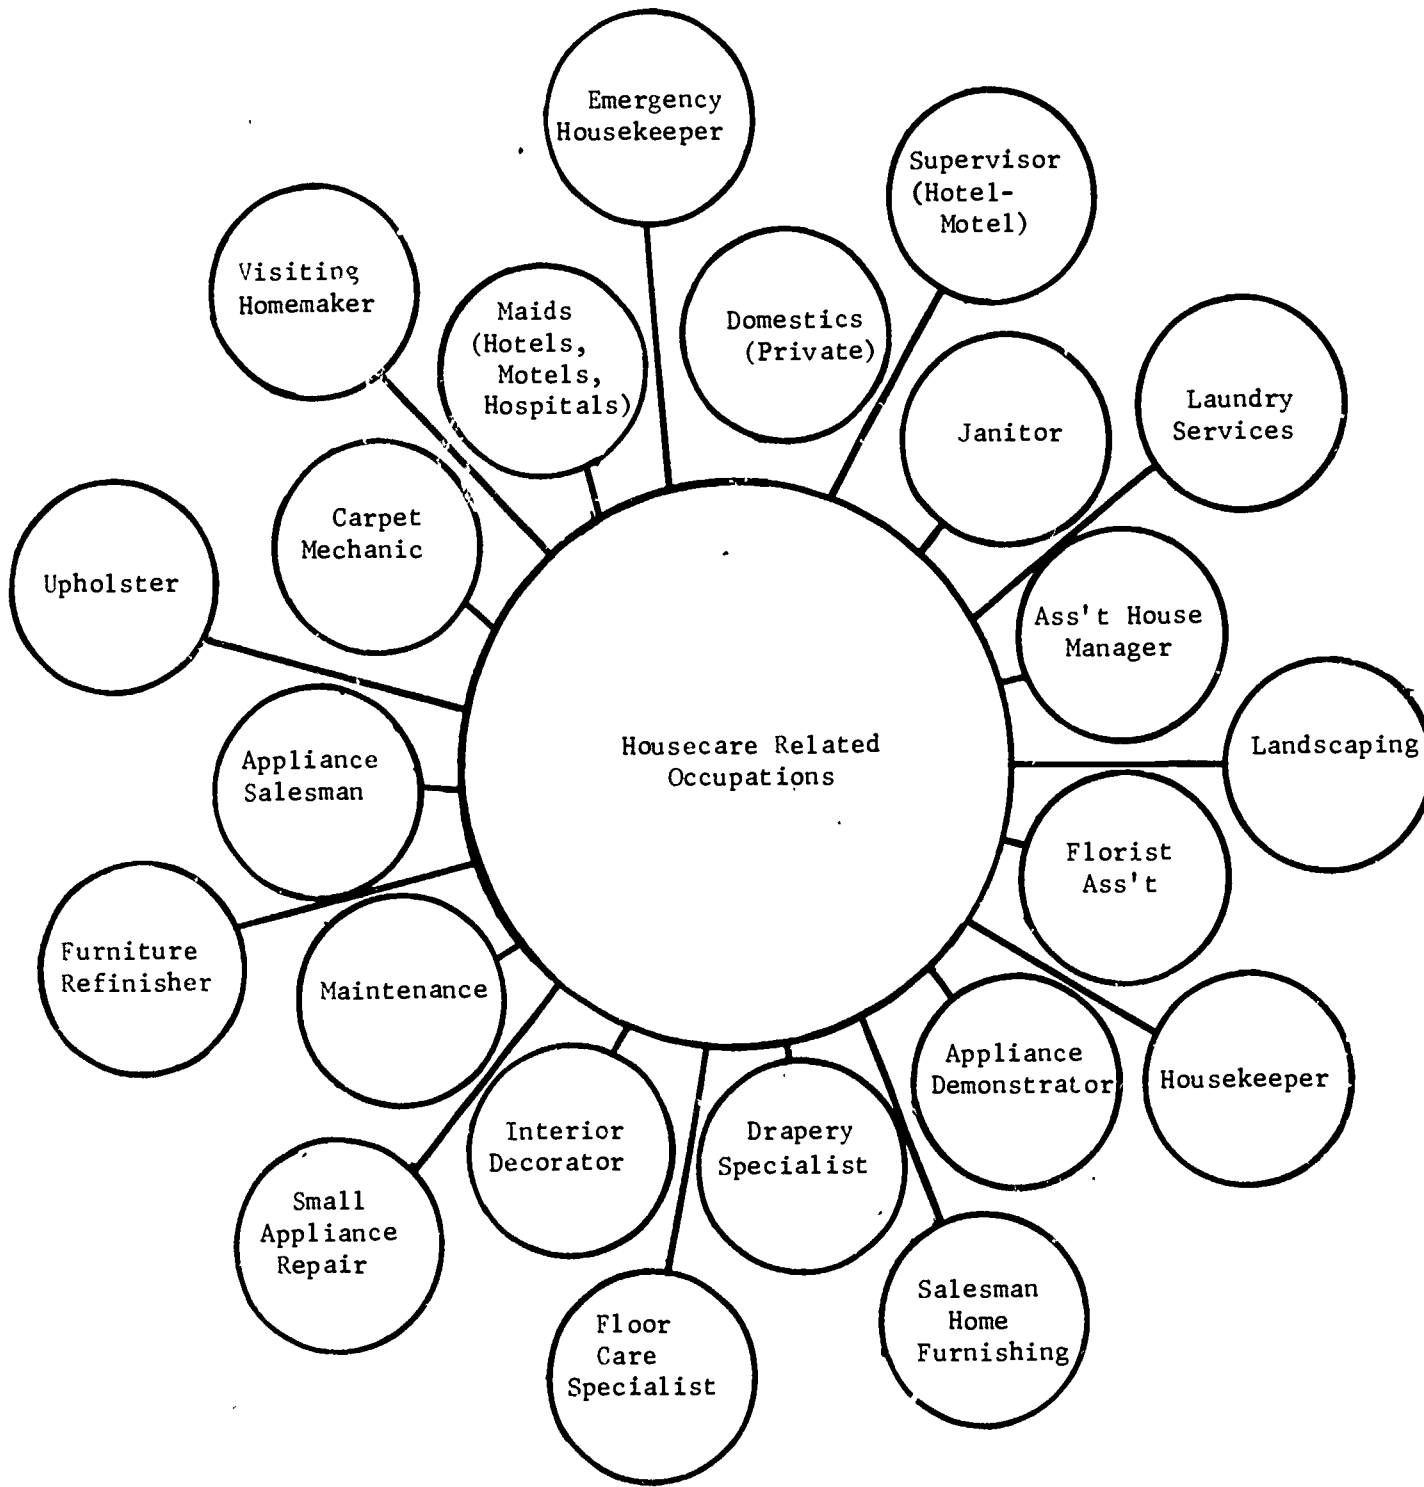 Emergency
Housekeeper
Supervisor
(Hotel-
Motel)
Visiting
Homemaker
Maids
(Hotels,
Motels,
Hospitals)
Domestics
(Private)
Janitor
Laundry
Services
Carpet
Mechanic
Upholster
Ass't House
Manager
Landscaping
Appliance
Salesman
Housecare Related
Occupations
Florist
Ass't
Furniture
Refinisher
Maintenance
Appliance
Demonstrator
Housekeeper
Interior
Decorator
Drapery
Specialist
Small
Appliance
Repair
Floor
Care
Specialist
Salesman
Home
Furnishing